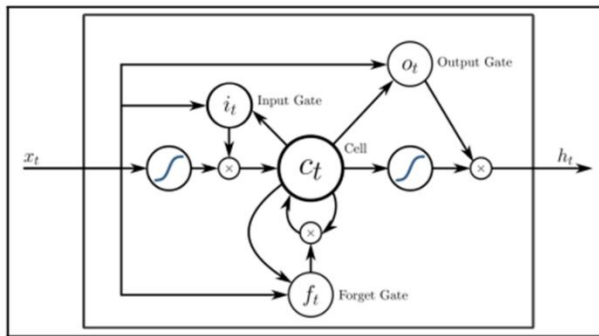 o_t Output Gate
i_t Input Gate
x_t
×
c_t Cell
×
h_t
×
f_t Forget Gate